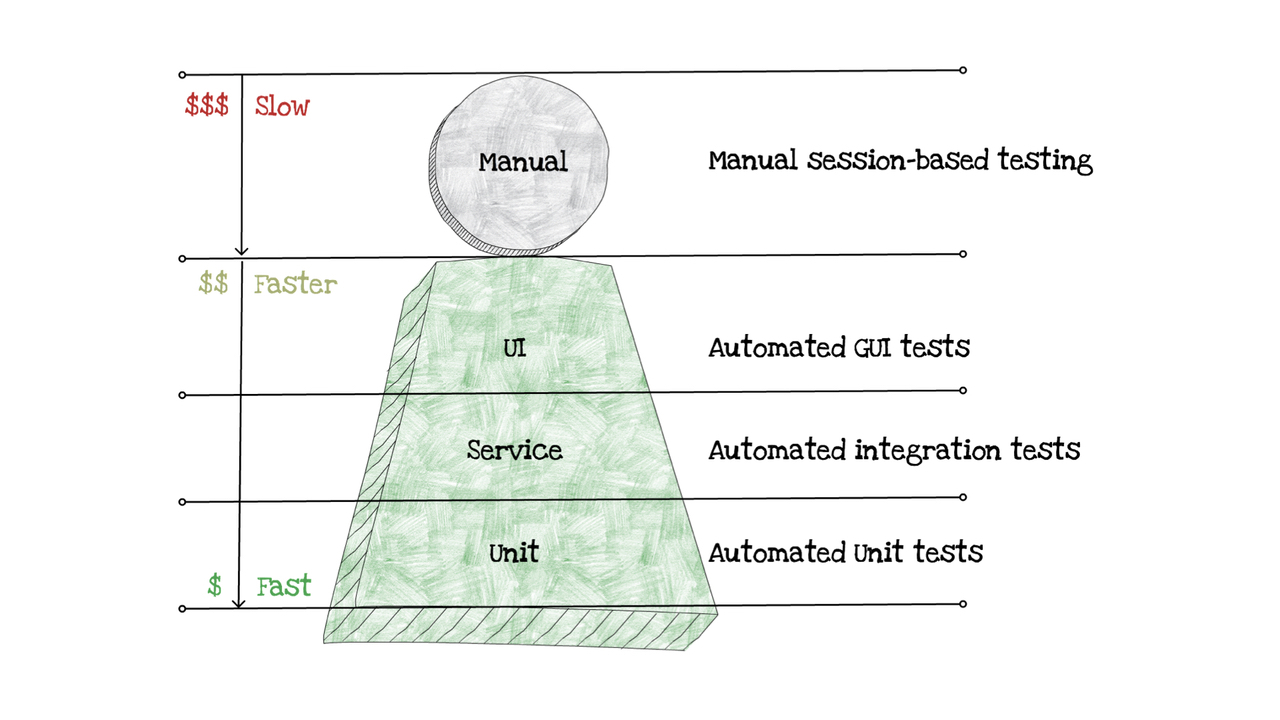 $$$ Slow
Manual
Manual session-based testing
$$ Faster
UI
Automated GUI tests
Service
Automated integration tests
Unit
Automated Unit tests
$ Fast